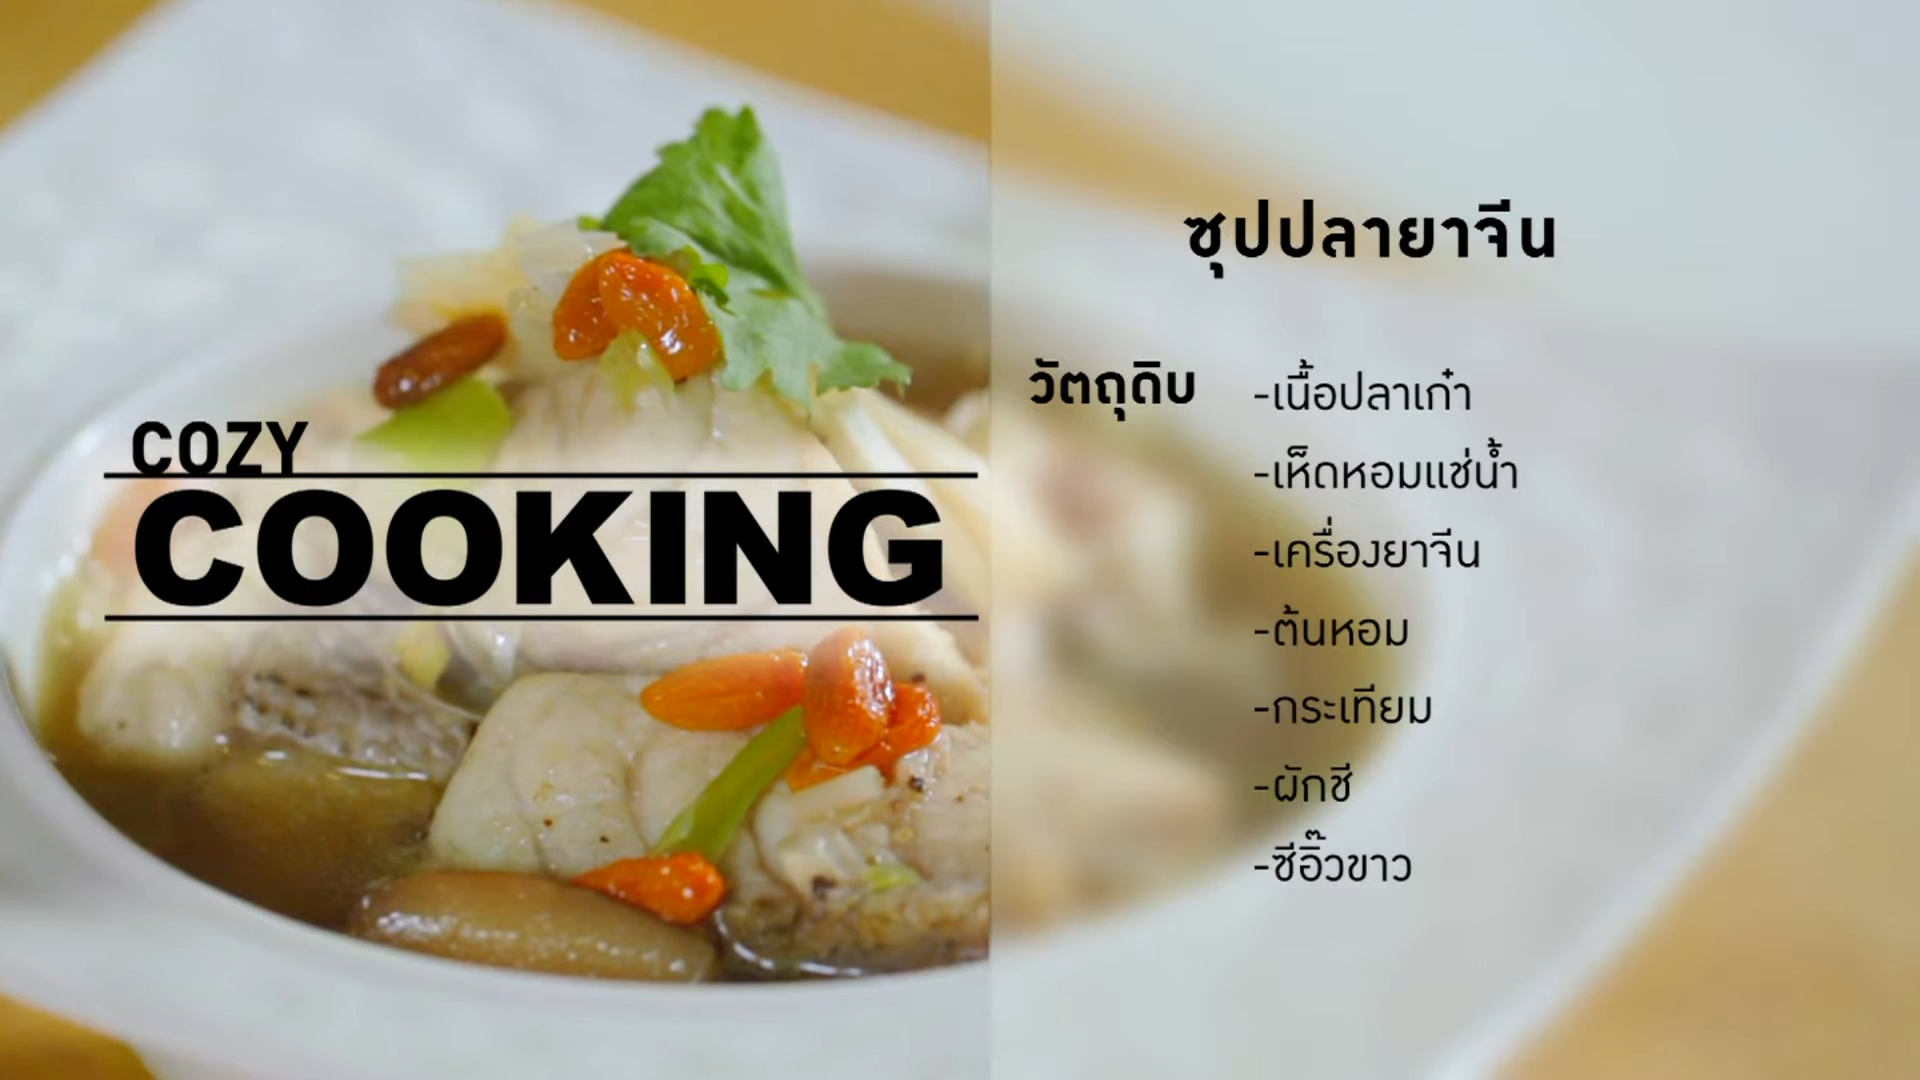 COZY
COOKING
ซุปปลายาจีน
วัตถุดิบ
-เนื้อปลาเก๋า
-เห็ดหอมแช่น้ำ
-เครื่องยาจีน
-ต้นหอม
-กระเทียม
-ผักชี
-ซีอิ๊วขาว